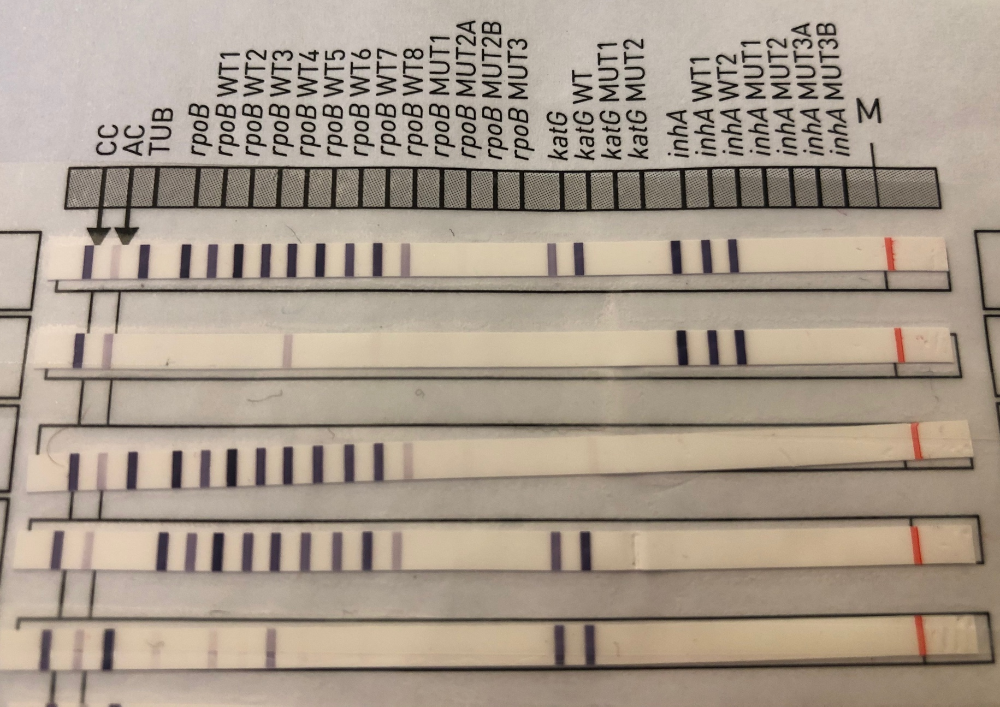 CC
AC
TUB
rpoB
rpoB WT1
rpoB WT2
rpoB WT3
rpoB WT4
rpoB WT5
rpoB WT6
rpoB WT7
rpoB WT8
rpoB MUT1
rpoB MUT2A
rpoB MUT2B
rpoB MUT3
katG
katG WT
katG MUT1
katG MUT2
inhA
inhA WT1
inhA WT2
inhA MUT1
inhA MUT2
inhA MUT3A
inhA MUT3B
M